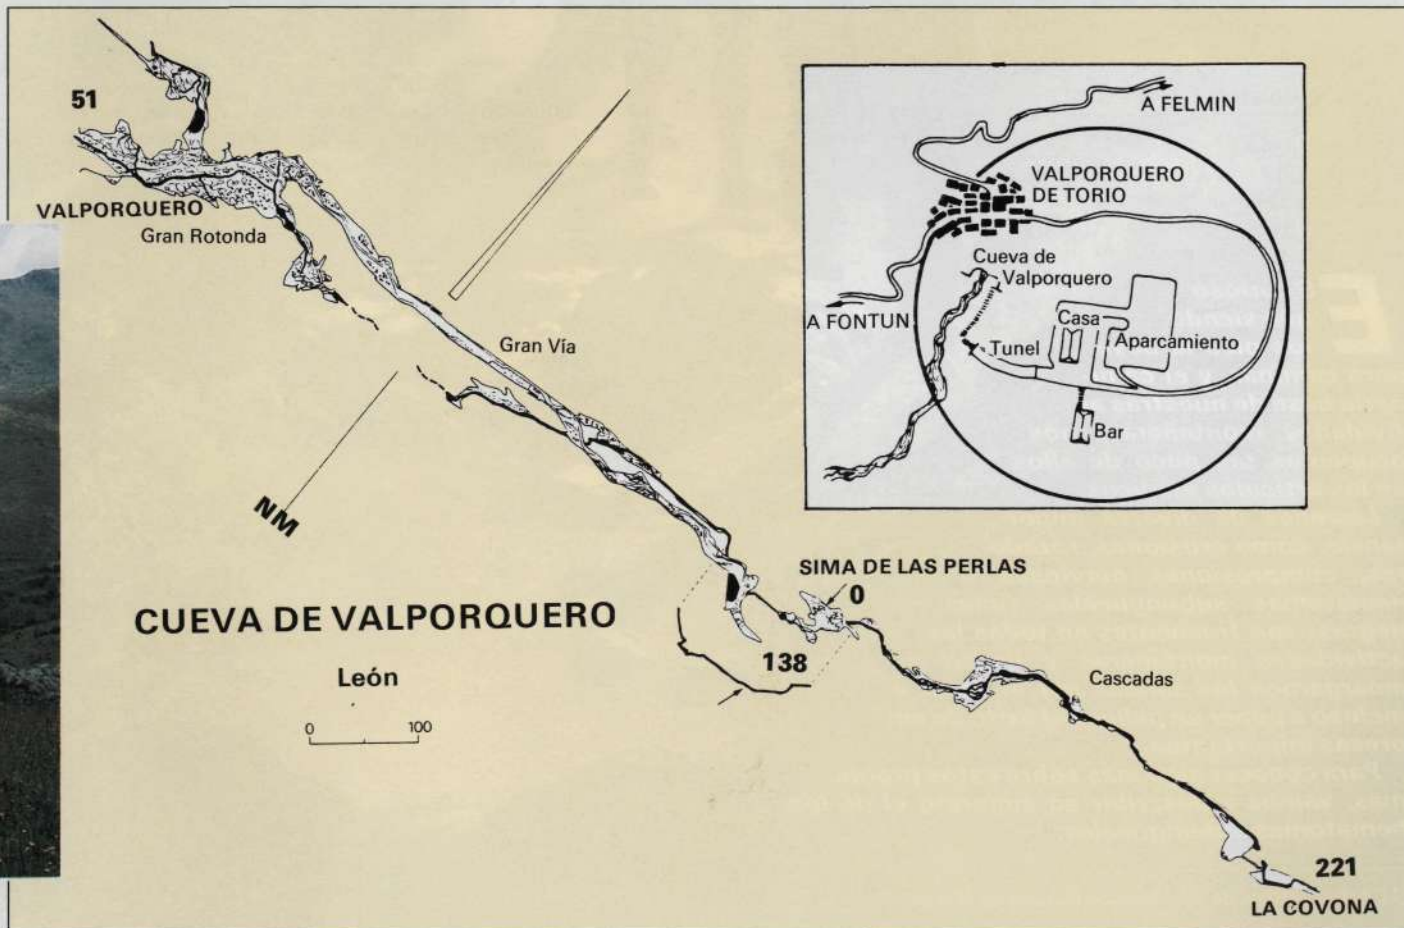 51
VALPORQUERO
Gran Rotonda
Gran Vía
NM
CUEVA DE VALPORQUERO
León
0 100
138
SIMA DE LAS PERLAS
0
Cascadas
221
LA COVONA
A FELMIN
VALPORQUERO
DE TORIO
Cueva de
Valporquero
A FONTUN
Tunel
Casa
Aparcamiento
Bar